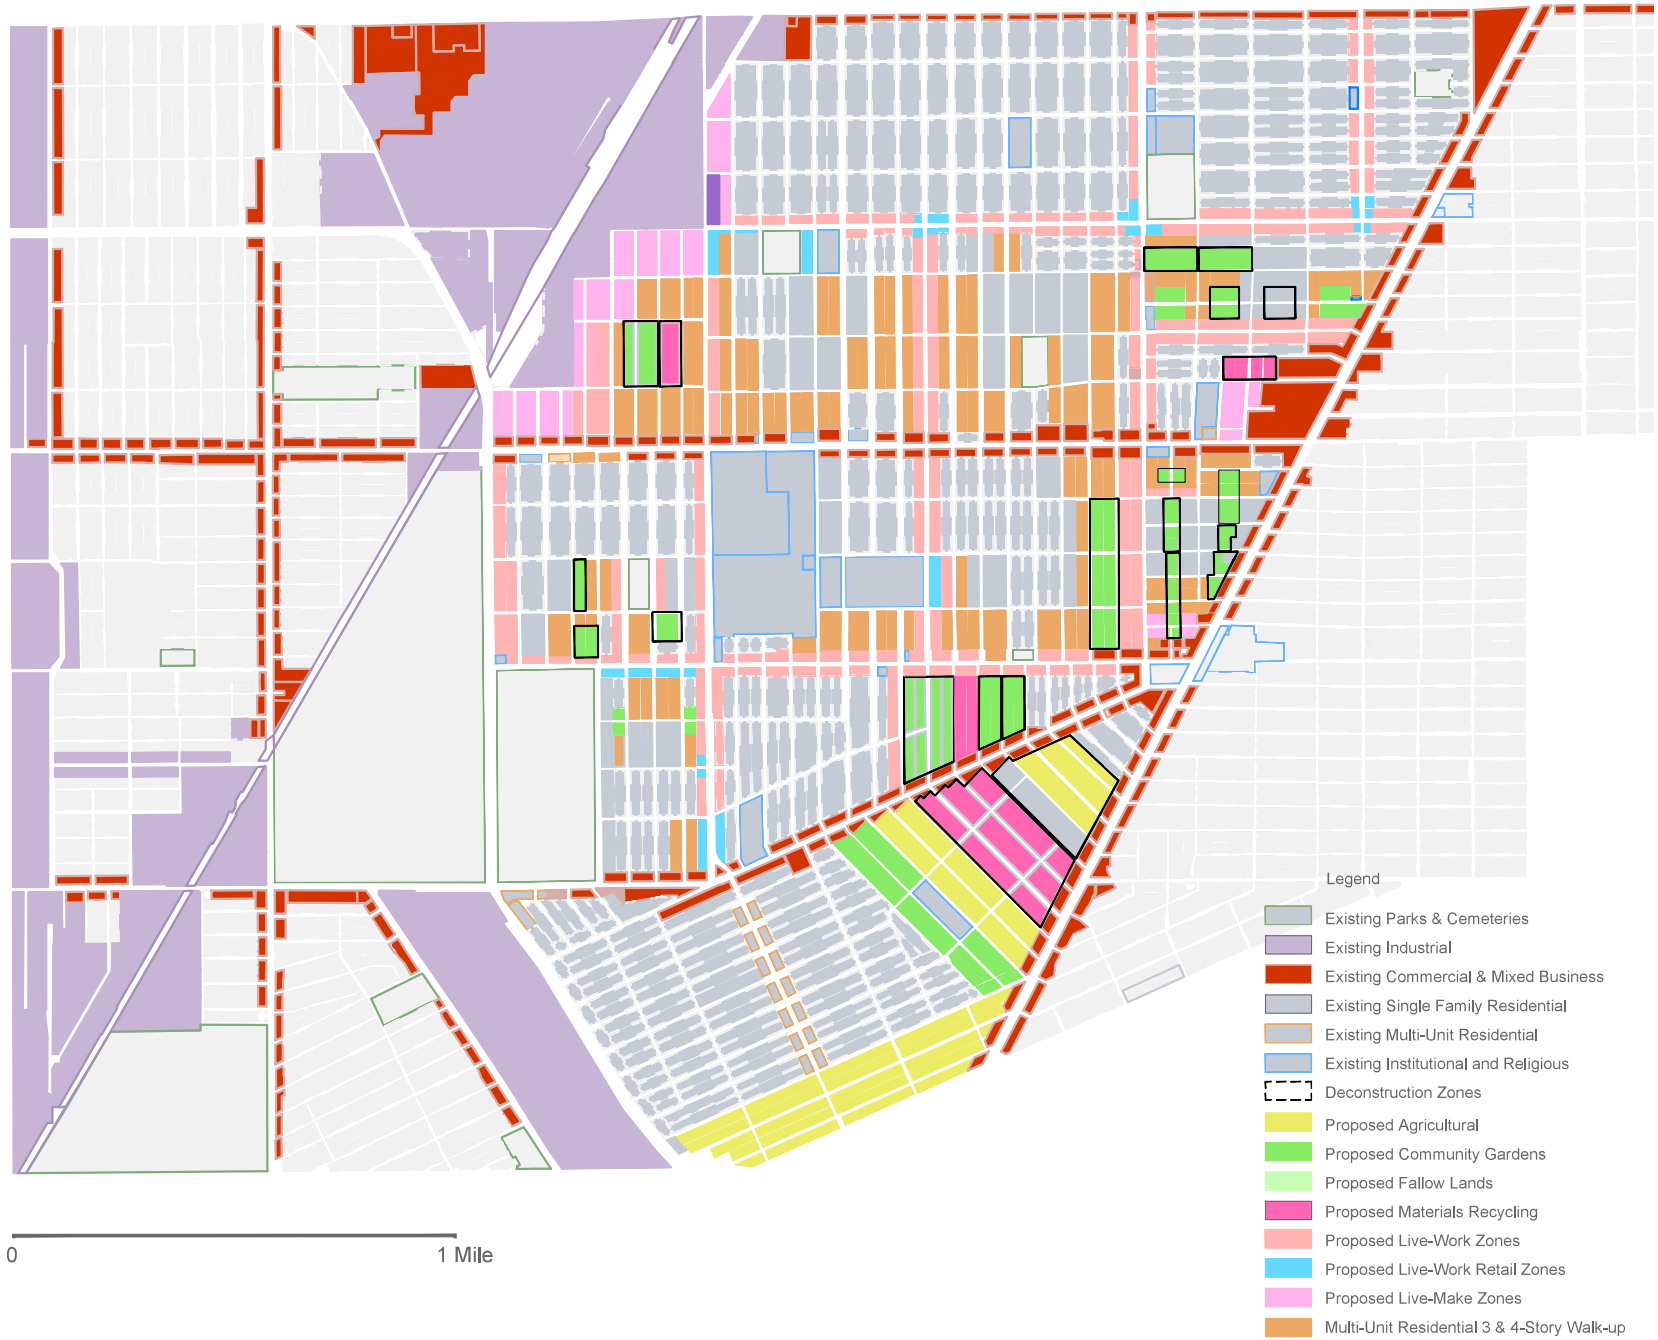 Legend
Existing Parks & Cemeteries
Existing Industrial
Existing Commercial & Mixed Business
Existing Single Family Residential
Existing Multi-Unit Residential
Existing Institutional and Religious
Deconstruction Zones
Proposed Agricultural
Proposed Community Gardens
Proposed Fallow Lands
Proposed Materials Recycling
Proposed Live-Work Zones
0 1 Mile
Proposed Live-Work Retail Zones
Proposed Live-Make Zones
Multi-Unit Residential 3 & 4-Story Walk-up